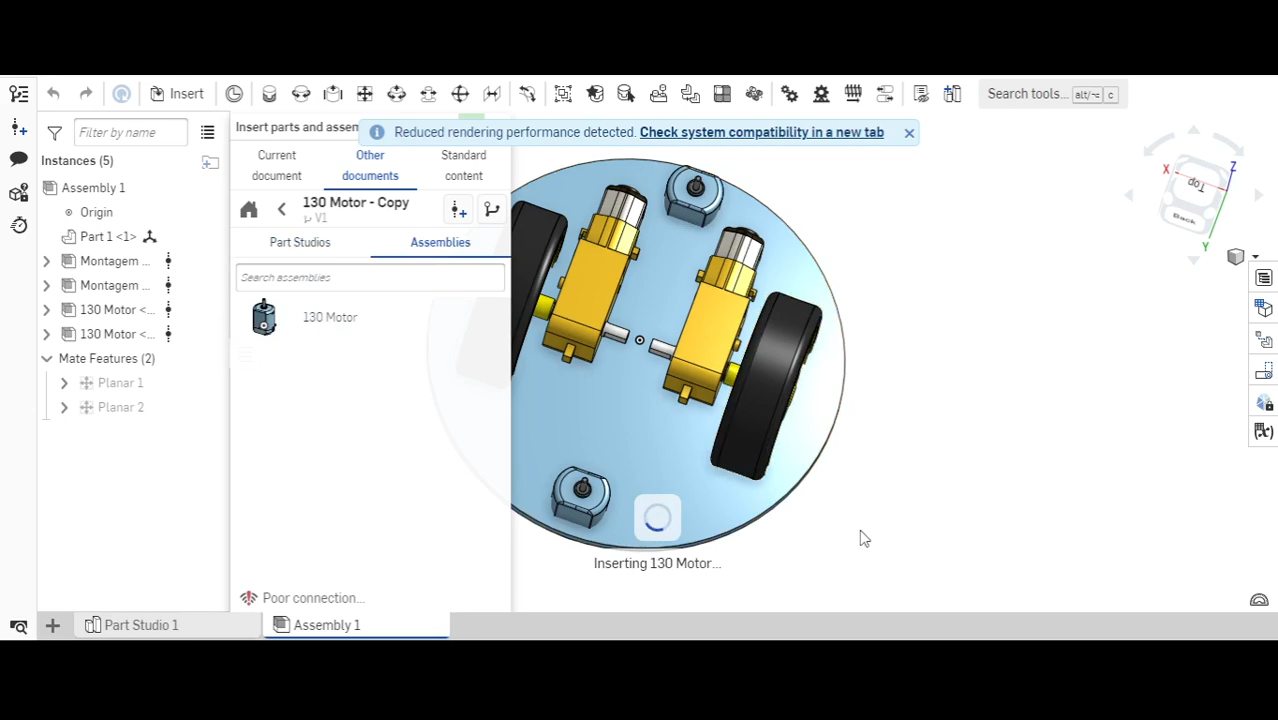 Insert
Search tools... alt/⌥ c
Filter by name
Insert parts and assem
Reduced rendering performance detected. Check system compatibility in a new tab
Instances (5)
Current document
Other documents
Standard content
Assembly 1
Origin
130 Motor - Copy
V1
Part 1 <1>
Part Studios
Assemblies
Montagem ...
Search assemblies
Montagem ...
130 Motor <...
130 Motor
130 Motor <...
Mate Features (2)
Planar 1
Planar 2
X
Z
Top
Back
Y
Inserting 130 Motor...
Poor connection...
Part Studio 1
Assembly 1